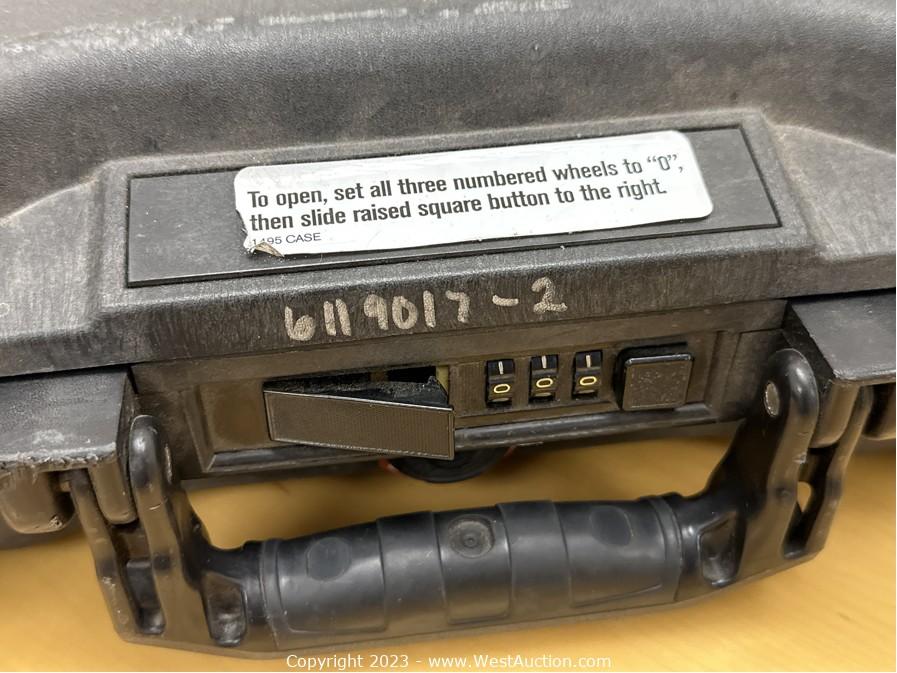 To open, set all three numbered wheels to “0”,
then slide raised square button to the right.
1495 CASE
6119017-2
0 0 0
Copyright 2023 - www.WestAuction.com